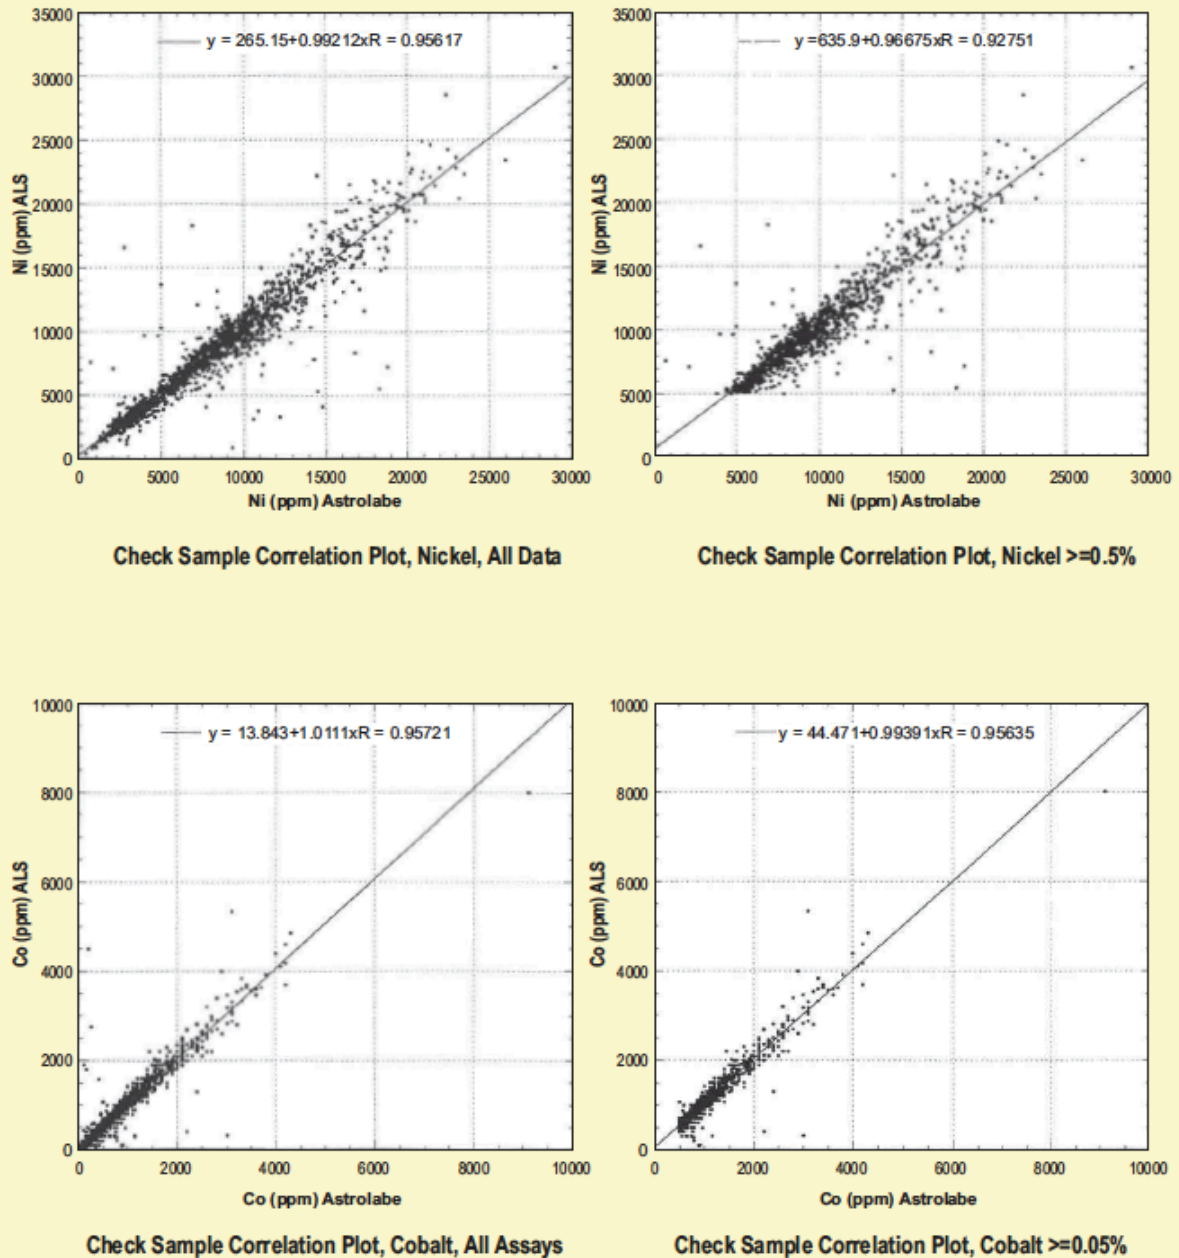 y = 265.15+0.99212xR = 0.95617
35000
30000
25000
20000
15000
10000
5000
0
Ni (ppm) ALS
0 5000 10000 15000 20000 25000 30000
Ni (ppm) Astrolabe
Check Sample Correlation Plot, Nickel, All Data
y =635.9+0.96675xR = 0.92751
35000
30000
25000
20000
15000
10000
5000
0
Ni (ppm) ALS
0 5000 10000 15000 20000 25000 30000
Ni (ppm) Astrolabe
Check Sample Correlation Plot, Nickel >=0.5%
y = 13.843+1.0111xR = 0.95721
10000
8000
6000
4000
2000
0
Co (ppm) ALS
0 2000 4000 6000 8000 10000
Co (ppm) Astrolabe
Check Sample Correlation Plot, Cobalt, All Assays
y = 44.471+0.99391xR = 0.95635
10000
8000
6000
4000
2000
0
Co (ppm) ALS
0 2000 4000 6000 8000 10000
Co (ppm) Astrolabe
Check Sample Correlation Plot, Cobalt >=0.05%